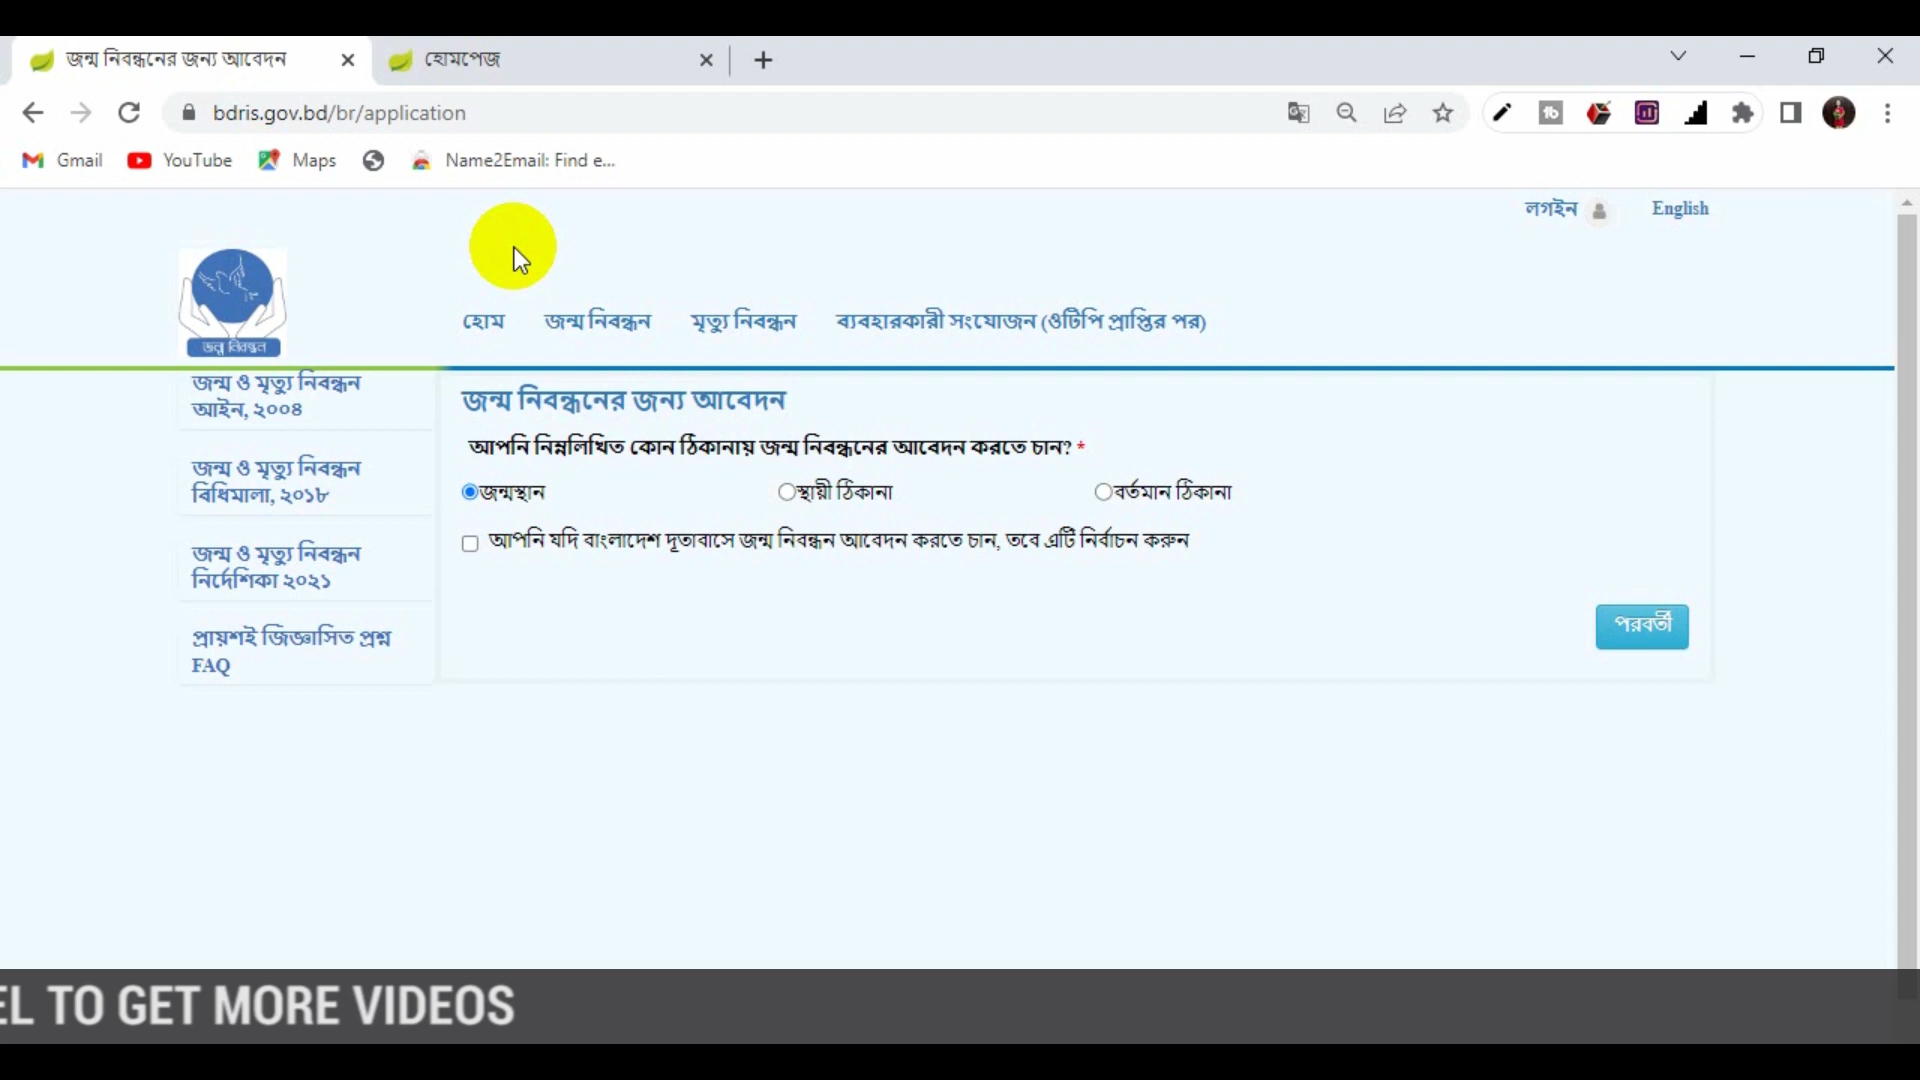 জন্ম নিবন্ধনের জন্য আবেদন
হোমপেজ
bdris.gov.bd/br/application
Gmail
YouTube
Maps
Name2Email: Find e...
লগইন
English
জন্ম নিবন্ধন
হোম
জন্ম নিবন্ধন
মৃত্যু নিবন্ধন
ব্যবহারকারী সংযোজন (ওটিপি প্রাপ্তির পর)
জন্ম ও মৃত্যু নিবন্ধন
আইন, ২০০৪
জন্ম ও মৃত্যু নিবন্ধন
বিধিমালা, ২০১৮
জন্ম ও মৃত্যু নিবন্ধন
নির্দেশিকা ২০২১
প্রায়শই জিজ্ঞাসিত প্রশ্ন
FAQ
জন্ম নিবন্ধনের জন্য আবেদন
আপনি নিম্নলিখিত কোন ঠিকানায় জন্ম নিবন্ধনের আবেদন করতে চান? *
জন্মস্থান
স্থায়ী ঠিকানা
বর্তমান ঠিকানা
আপনি যদি বাংলাদেশ দূতাবাসে জন্ম নিবন্ধন আবেদন করতে চান, তবে এটি নির্বাচন করুন
পরবর্তী
EL TO GET MORE VIDEOS